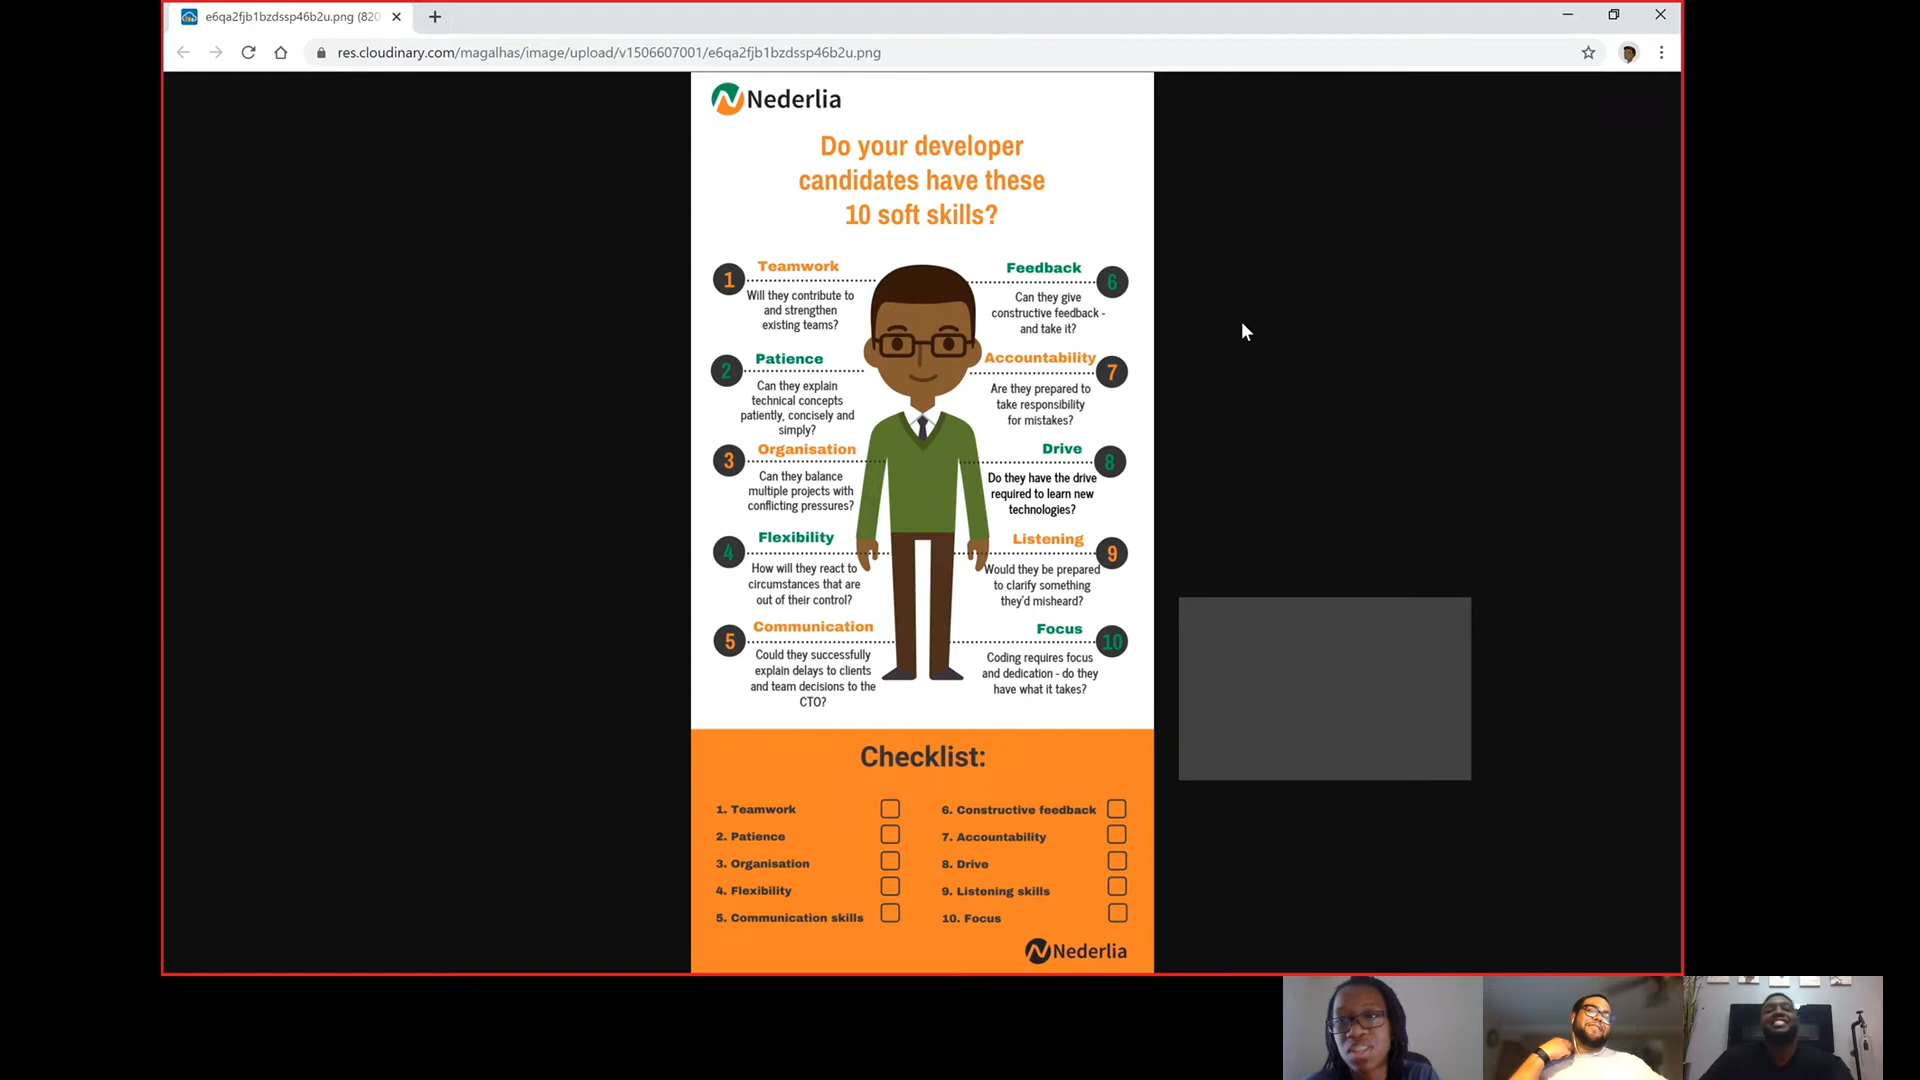 e6qa2fjb1bzdssp46b2u.png (820
res.cloudinary.com/magalhas/image/upload/v1506607001/e6qa2fjb1bzdssp46b2u.png
Nederlia
Do your developer
candidates have these
10 soft skills?
1
Teamwork
Will they contribute to
and strengthen
existing teams?
2
Patience
Can they explain
technical concepts
patiently, concisely and
simply?
3
Organisation
Can they balance
multiple projects with
conflicting pressures?
4
Flexibility
How will they react to
circumstances that are
out of their control?
5
Communication
Could they successfully
explain delays to clients
and team decisions to the
CTO?
Feedback
6
Can they give
constructive feedback -
and take it?
Accountability
7
Are they prepared to
take responsibility
for mistakes?
Drive
8
Do they have the drive
required to learn new
technologies?
Listening
9
Would they be prepared
to clarify something
they'd misheard?
Focus
10
Coding requires focus
and dedication - do they
have what it takes?
Checklist:
1. Teamwork
2. Patience
3. Organisation
4. Flexibility
5. Communication skills
6. Constructive feedback
7. Accountability
8. Drive
9. Listening skills
10. Focus
Nederlia